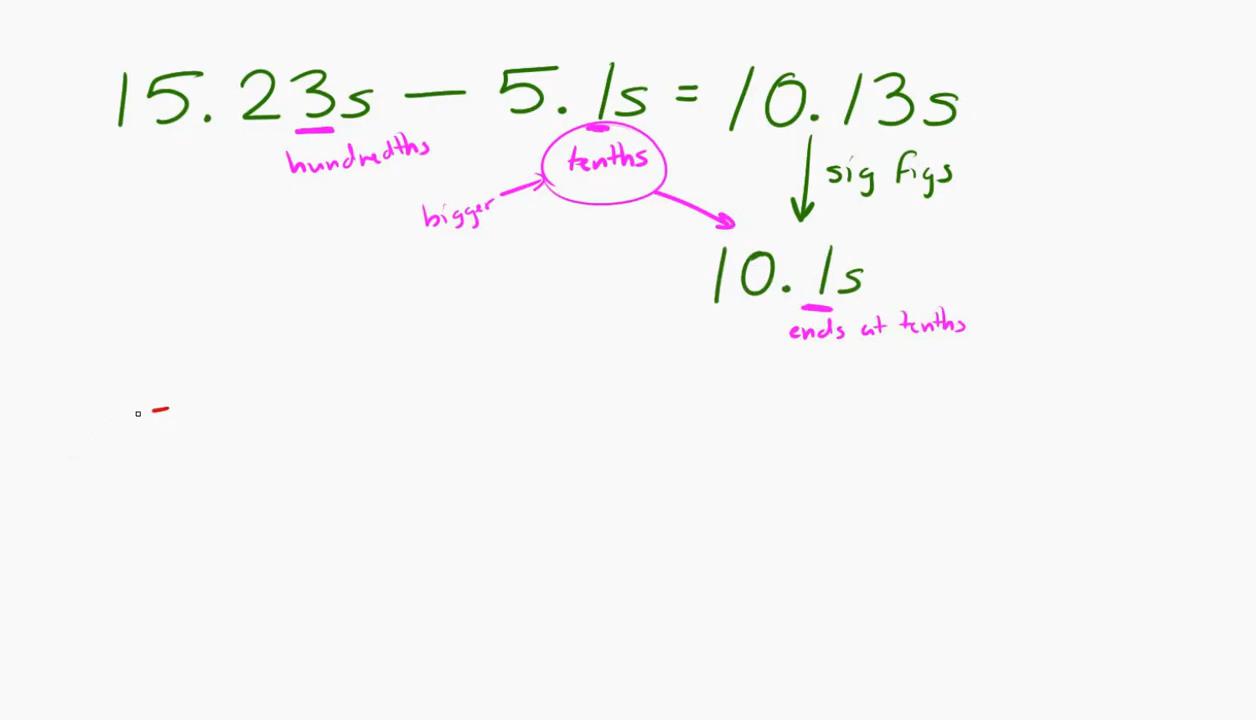 15.23s - 5.1s = 10.13s
hundredths
tenths
sig figs
bigger
10.1s
ends at tenths